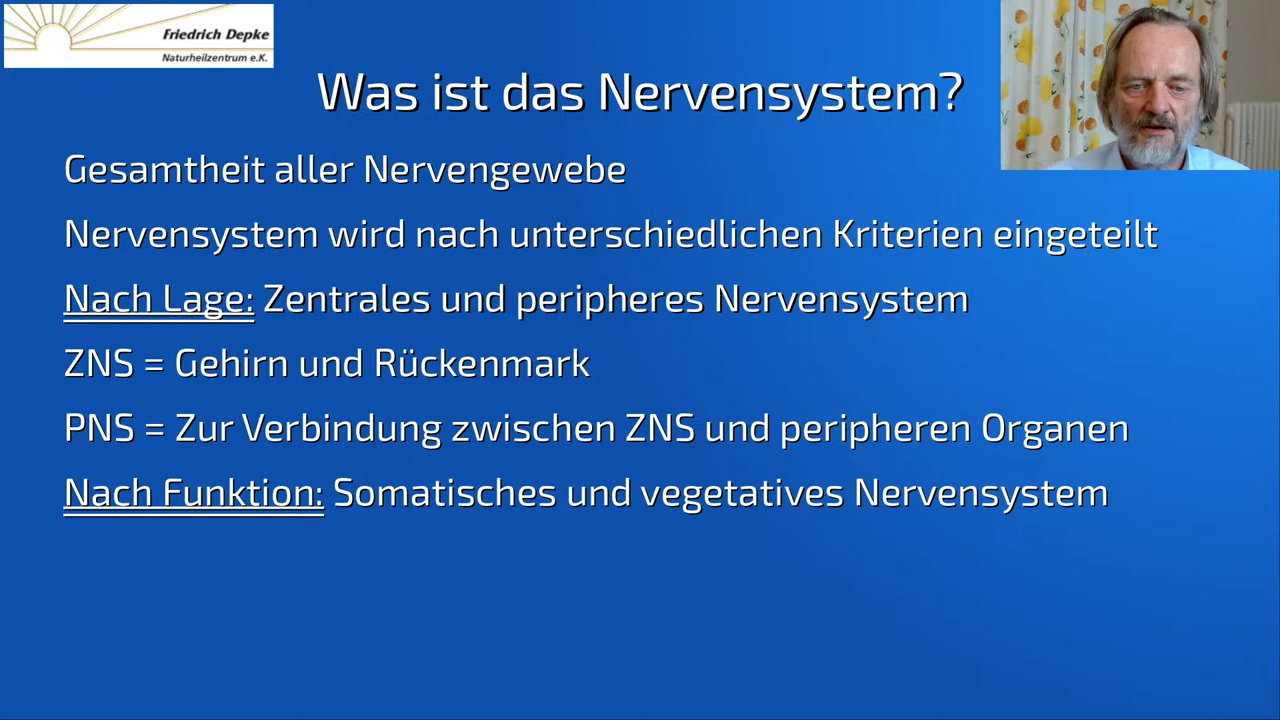 Friedrich Depke
Naturheilzentrum e.K.
Was ist das Nervensystem?
Gesamtheit aller Nervengewebe
Nervensystem wird nach unterschiedlichen Kriterien eingeteilt
Nach Lage: Zentrales und peripheres Nervensystem
ZNS = Gehirn und Rückenmark
PNS = Zur Verbindung zwischen ZNS und peripheren Organen
Nach Funktion: Somatisches und vegetatives Nervensystem